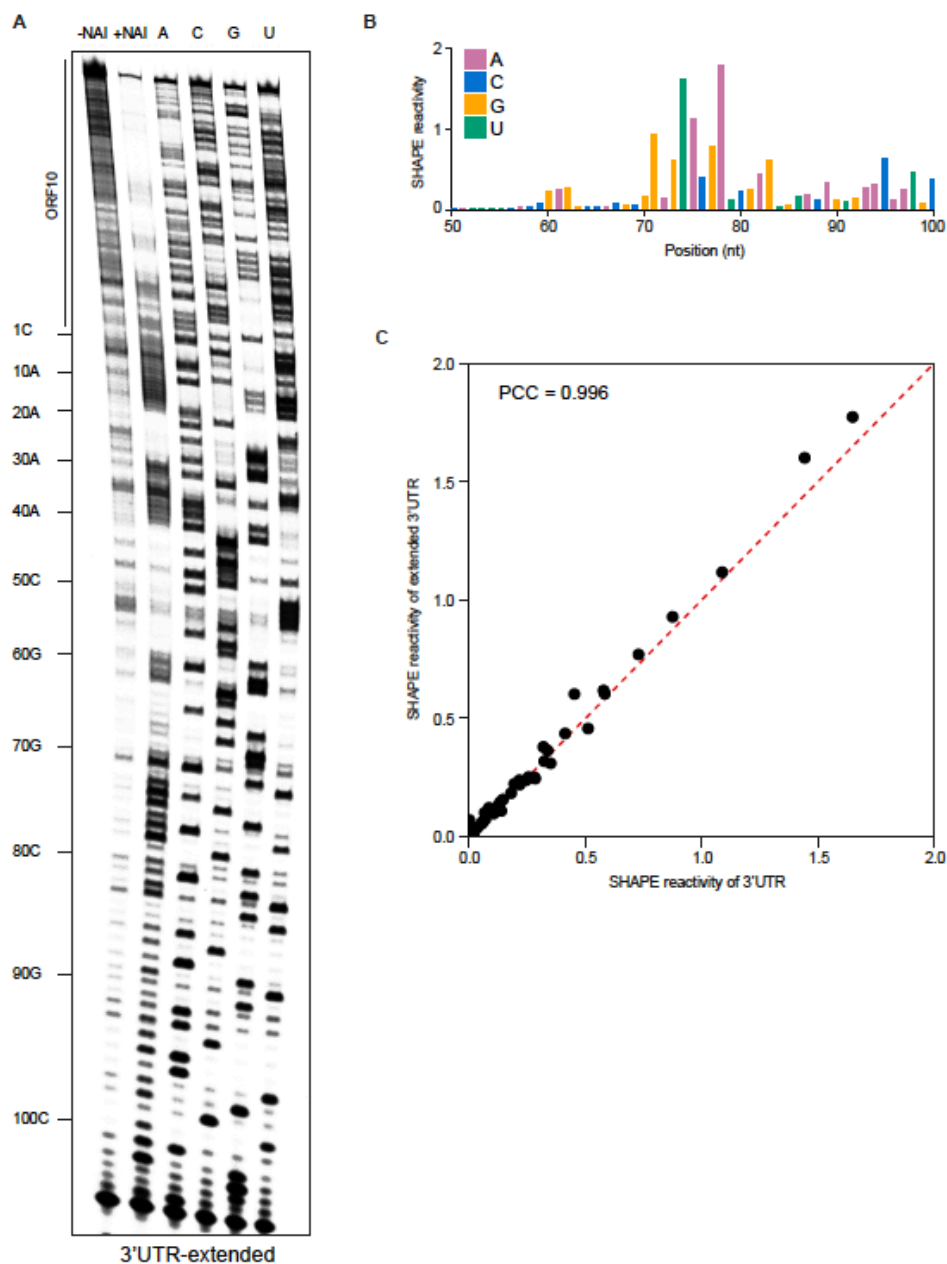 A
-NAI +NAI A C G U
ORF10
1C
10A
20A
30A
40A
50C
60G
70G
80C
90G
100C
3'UTR-extended
B
SHAPE reactivity
2
1
0
A
C
G
U
50 60 70 80 90 100
Position (nt)
C
SHAPE reactivity of extended 3'UTR
2.0
1.5
1.0
0.5
0.0
PCC = 0.996
0.0 0.5 1.0 1.5 2.0
SHAPE reactivity of 3'UTR